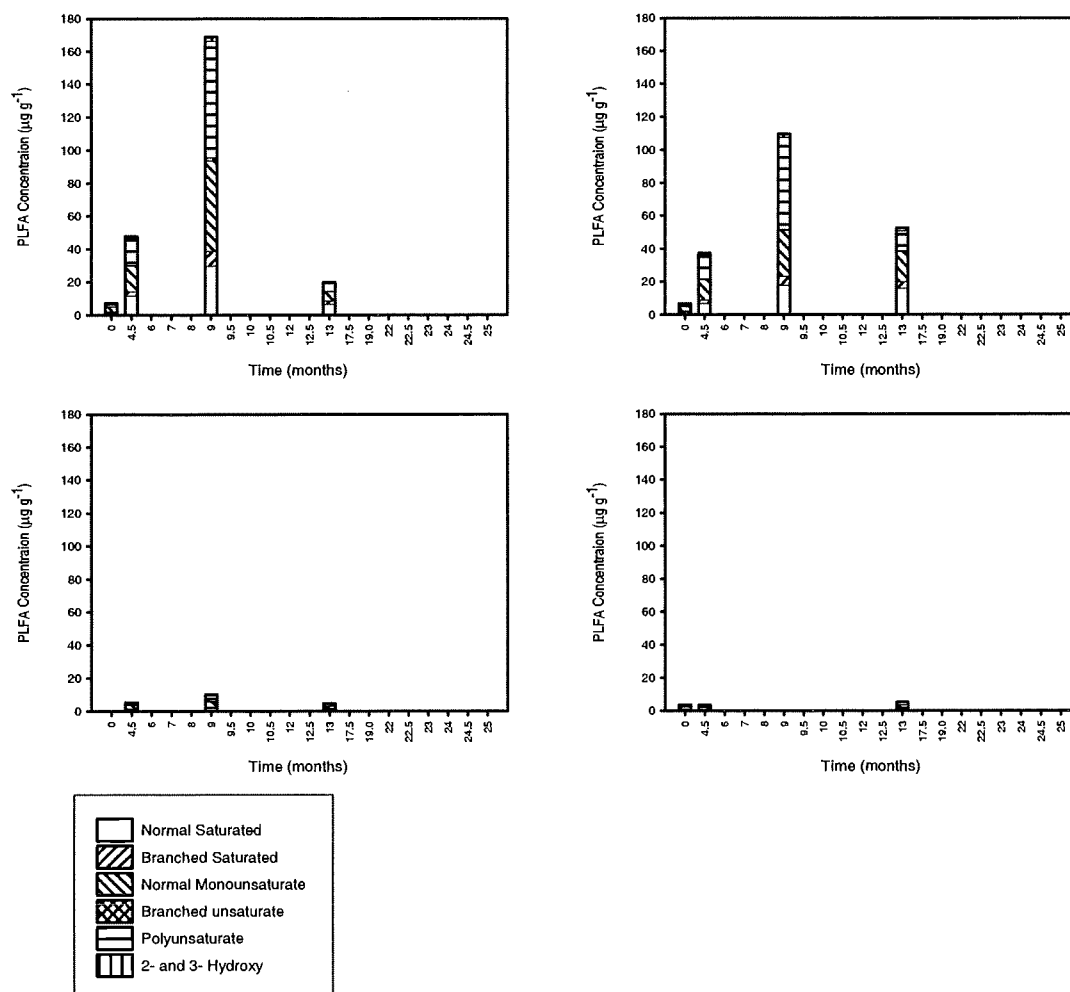 180
160
140
120
100
80
60
40
20
0
PLFA Concentraion (µg g-1)
0 4.5 6 7 8 9 9.5 10 10.5 12 12.5 13 17.5 19.0 22 22.5 23 24 24.5 25
Time (months)
180
160
140
120
100
80
60
40
20
0
PLFA Concentraion (µg g-1)
0 4.5 6 7 8 9 9.5 10 10.5 12 12.5 13 17.5 19.0 22 22.5 23 24 24.5 25
Time (months)
180
160
140
120
100
80
60
40
20
0
PLFA Concentraion (µg g-1)
0 4.5 6 7 8 9 9.5 10 10.5 12 12.5 13 17.5 19.0 22 22.5 23 24 24.5 25
Time (months)
180
160
140
120
100
80
60
40
20
0
PLFA Concentraion (µg g-1)
0 4.5 6 7 8 9 9.5 10 10.5 12 12.5 13 17.5 19.0 22 22.5 23 24 24.5 25
Time (months)
Normal Saturated
Branched Saturated
Normal Monounsaturate
Branched unsaturate
Polyunsaturate
2- and 3- Hydroxy